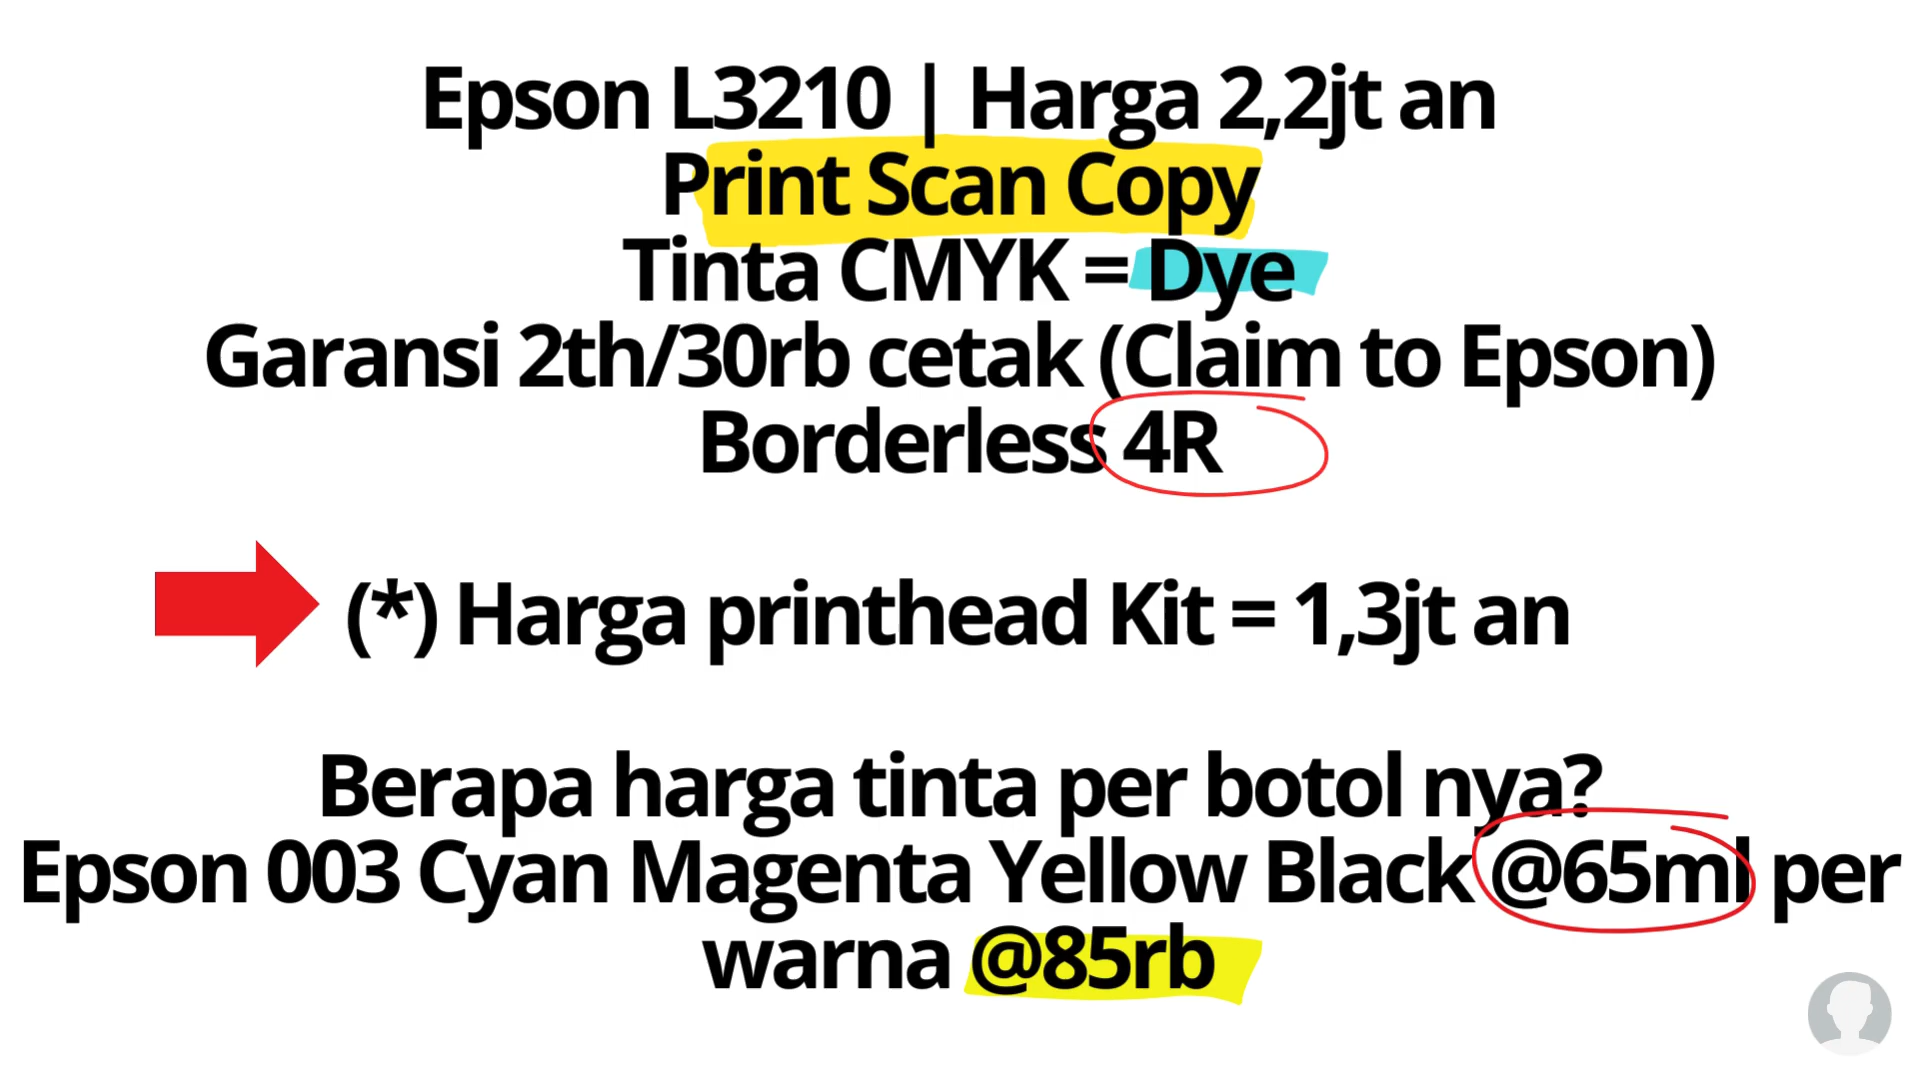 Epson L3210 | Harga 2,2jt an
Print Scan Copy
Tinta CMYK = Dye
Garansi 2th/30rb cetak (Claim to Epson)
Borderless 4R
(*) Harga printhead Kit = 1,3jt an
Berapa harga tinta per botol nya?
Epson 003 Cyan Magenta Yellow Black @65ml per
warna @85rb